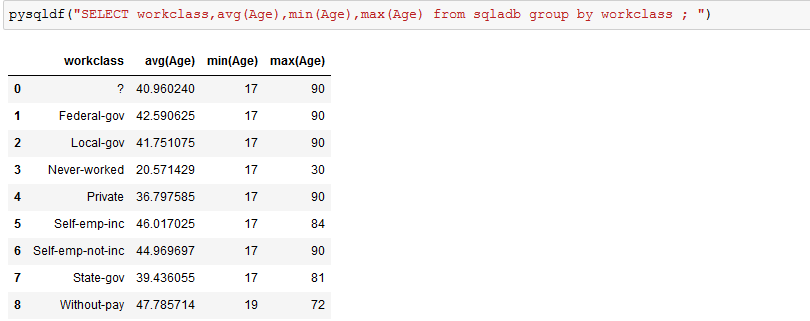 pysqldf("SELECT workclass,avg(Age),min(Age),max(Age) from sqladb group by workclass ; ")
workclass avg(Age) min(Age) max(Age)
0 ? 40.960240 17 90
1 Federal-gov 42.590625 17 90
2 Local-gov 41.751075 17 90
3 Never-worked 20.571429 17 30
4 Private 36.797585 17 90
5 Self-emp-inc 46.017025 17 84
6 Self-emp-not-inc 44.969697 17 90
7 State-gov 39.436055 17 81
8 Without-pay 47.785714 19 72